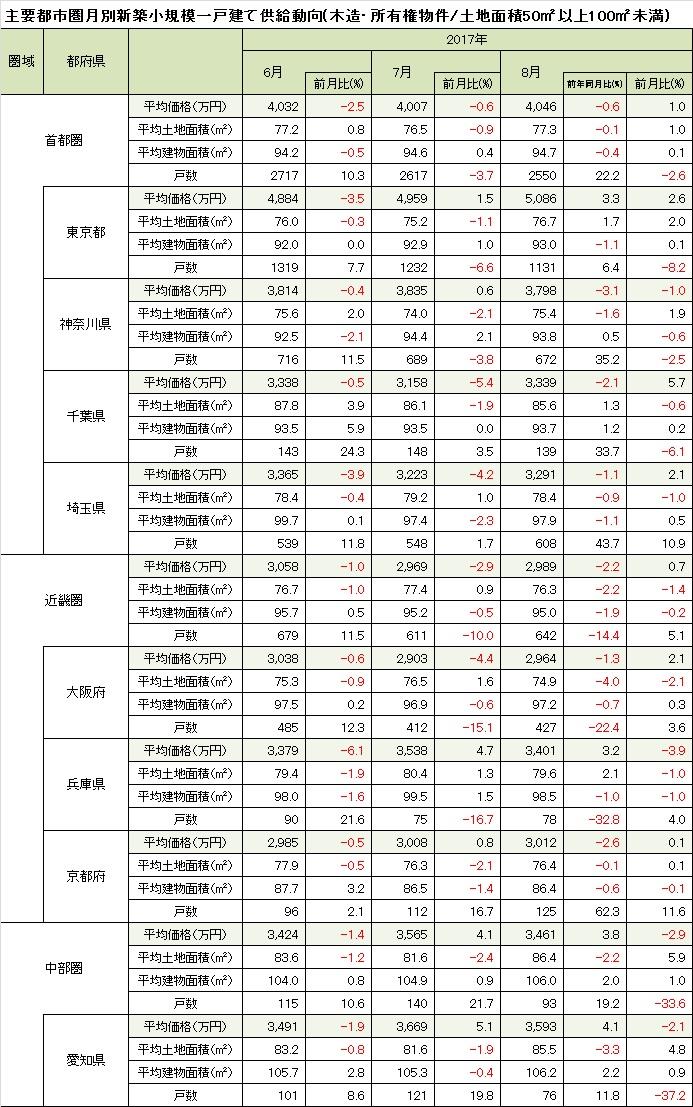 主要都市圏月別新築小規模一戸建て供給動向(木造・所有権物件/土地面積50㎡以上100㎡未満)
圏域 都府県 2017年
6月 前月比(%) 7月 前月比(%) 8月 前年同月比(%) 前月比(%)
首都圏
平均価格(万円) 4,032 -2.5 4,007 -0.6 4,046 -0.6 1.0
平均土地面積(㎡) 77.2 0.8 76.5 -0.9 77.3 -0.1 1.0
平均建物面積(㎡) 94.2 -0.5 94.6 0.4 94.7 -0.4 0.1
戸数 2717 10.3 2617 -3.7 2550 22.2 -2.6
東京都
平均価格(万円) 4,884 -3.5 4,959 1.5 5,086 3.3 2.6
平均土地面積(㎡) 76.0 -0.3 75.2 -1.1 76.7 1.7 2.0
平均建物面積(㎡) 92.0 0.0 92.9 1.0 93.0 -1.1 0.1
戸数 1319 7.7 1232 -6.6 1131 6.4 -8.2
神奈川県
平均価格(万円) 3,814 -0.4 3,835 0.6 3,798 -3.1 -1.0
平均土地面積(㎡) 75.6 2.0 74.0 -2.1 75.4 -1.6 1.9
平均建物面積(㎡) 92.5 -2.1 94.4 2.1 93.8 0.5 -0.6
戸数 716 11.5 689 -3.8 672 35.2 -2.5
千葉県
平均価格(万円) 3,338 -0.5 3,158 -5.4 3,339 -2.1 5.7
平均土地面積(㎡) 87.8 3.9 86.1 -1.9 85.6 1.3 -0.6
平均建物面積(㎡) 93.5 5.9 93.5 0.0 93.7 1.2 0.2
戸数 143 24.3 148 3.5 139 33.7 -6.1
埼玉県
平均価格(万円) 3,365 -3.9 3,223 -4.2 3,291 -1.1 2.1
平均土地面積(㎡) 78.4 -0.4 79.2 1.0 78.4 -0.9 -1.0
平均建物面積(㎡) 99.7 0.1 97.4 -2.3 97.9 -1.1 0.5
戸数 539 11.8 548 1.7 608 43.7 10.9
近畿圏
平均価格(万円) 3,058 -1.0 2,969 -2.9 2,989 -2.2 0.7
平均土地面積(㎡) 76.7 -1.0 77.4 0.9 76.3 -2.2 -1.4
平均建物面積(㎡) 95.7 0.5 95.2 -0.5 95.0 -1.9 -0.2
戸数 679 11.5 611 -10.0 642 -14.4 5.1
大阪府
平均価格(万円) 3,038 -0.6 2,903 -4.4 2,964 -1.3 2.1
平均土地面積(㎡) 75.3 -0.9 76.5 1.6 74.9 -4.0 -2.1
平均建物面積(㎡) 97.5 0.2 96.9 -0.6 97.2 -0.7 0.3
戸数 485 12.3 412 -15.1 427 -22.4 3.6
兵庫県
平均価格(万円) 3,379 -6.1 3,538 4.7 3,401 3.2 -3.9
平均土地面積(㎡) 79.4 -1.9 80.4 1.3 79.6 2.1 -1.0
平均建物面積(㎡) 98.0 -1.6 99.5 1.5 98.5 -1.0 -1.0
戸数 90 21.6 75 -16.7 78 -32.8 4.0
京都府
平均価格(万円) 2,985 -0.5 3,008 0.8 3,012 -2.6 0.1
平均土地面積(㎡) 77.9 -0.5 76.3 -2.1 76.4 -0.1 0.1
平均建物面積(㎡) 87.7 3.2 86.5 -1.4 86.4 -0.6 -0.1
戸数 96 2.1 112 16.7 125 62.3 11.6
中部圏
平均価格(万円) 3,424 -1.4 3,565 4.1 3,461 3.8 -2.9
平均土地面積(㎡) 83.6 -1.2 81.6 -2.4 86.4 -2.2 5.9
平均建物面積(㎡) 104.0 0.8 104.9 0.9 106.0 2.0 1.0
戸数 115 10.6 140 21.7 93 19.2 -33.6
愛知県
平均価格(万円) 3,491 -1.9 3,669 5.1 3,593 4.1 -2.1
平均土地面積(㎡) 83.2 -0.8 81.6 -1.9 85.5 -3.3 4.8
平均建物面積(㎡) 105.7 2.8 105.3 -0.4 106.2 2.2 0.9
戸数 101 8.6 121 19.8 76 11.8 -37.2